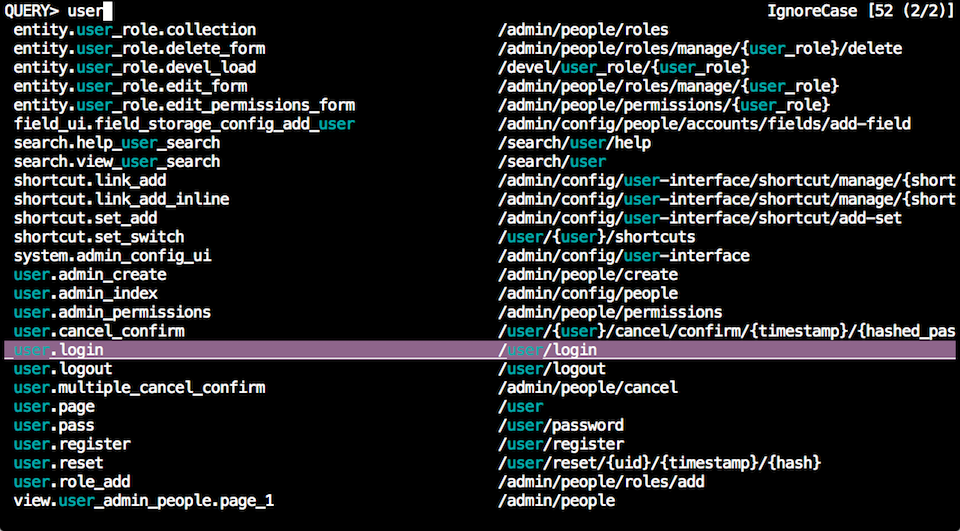 QUERY> user IgnoreCase [52 (2/2)]
entity.user_role.collection /admin/people/roles
entity.user_role.delete_form /admin/people/roles/manage/{user_role}/delete
entity.user_role.devel_load /devel/user_role/{user_role}
entity.user_role.edit_form /admin/people/roles/manage/{user_role}
entity.user_role.edit_permissions_form /admin/people/permissions/{user_role}
field_ui.field_storage_config_add_user /admin/config/people/accounts/fields/add-field
search.help_user_search /search/user/help
search.view_user_search /search/user
shortcut.link_add /admin/config/user-interface/shortcut/manage/{short
shortcut.link_add_inline /admin/config/user-interface/shortcut/manage/{short
shortcut.set_add /admin/config/user-interface/shortcut/add-set
shortcut.set_switch /user/{user}/shortcuts
system.admin_config_ui /admin/config/user-interface
user.admin_create /admin/people/create
user.admin_index /admin/config/people
user.admin_permissions /admin/people/permissions
user.cancel_confirm /user/{user}/cancel/confirm/{timestamp}/{hashed_pas
user.login /user/login
user.logout /user/logout
user.multiple_cancel_confirm /admin/people/cancel
user.page /user
user.pass /user/password
user.register /user/register
user.reset /user/reset/{uid}/{timestamp}/{hash}
user.role_add /admin/people/roles/add
view.user_admin_people.page_1 /admin/people